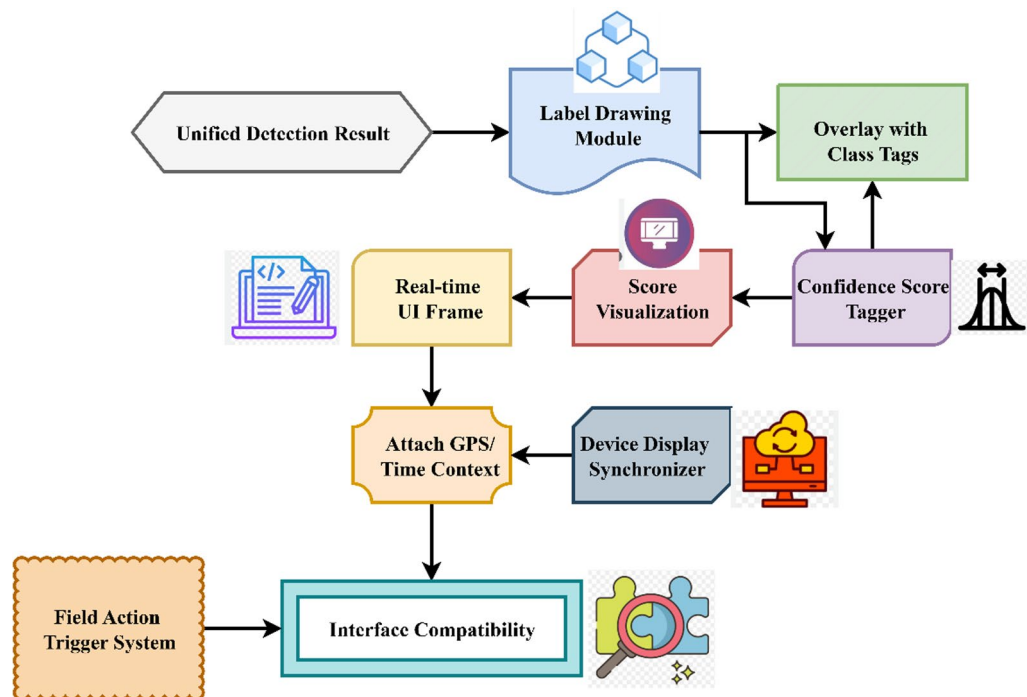 Unified Detection Result
Label Drawing
Module
Overlay with
Class Tags
Real-time
UI Frame
Score
Visualization
Confidence Score
Tagger
Attach GPS/
Time Context
Device Display
Synchronizer
Field Action
Trigger System
Interface Compatibility